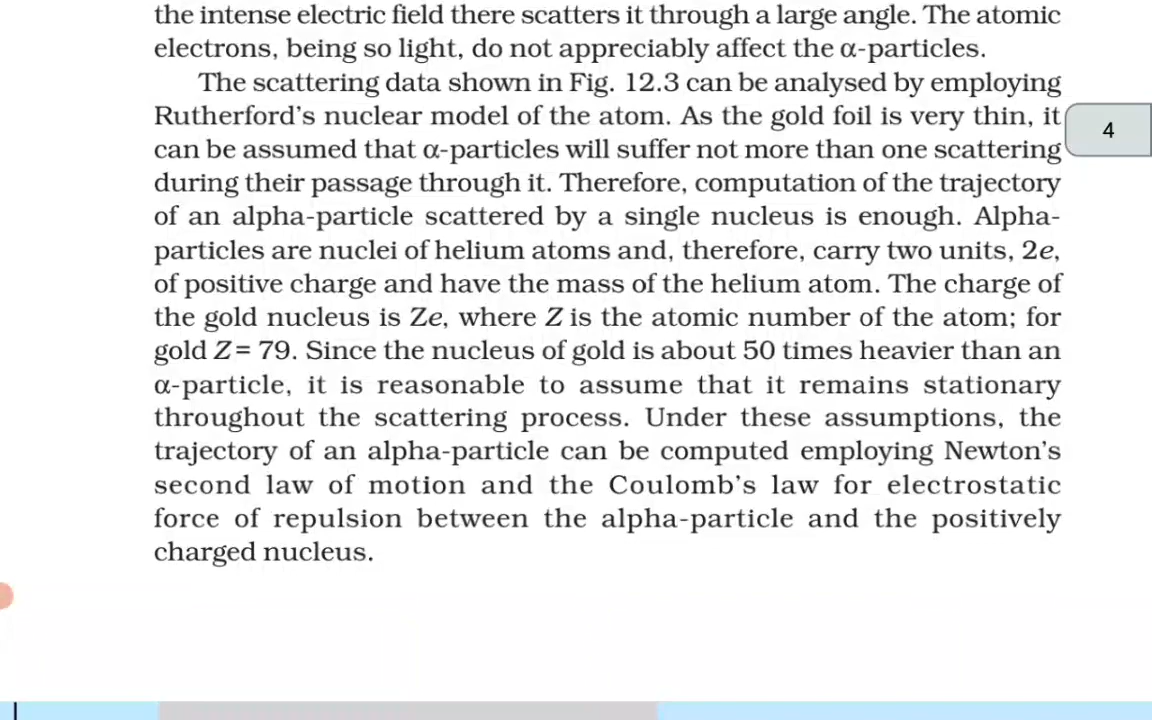 the intense electric field there scatters it through a large angle. The atomic
electrons, being so light, do not appreciably affect the α-particles.
The scattering data shown in Fig. 12.3 can be analysed by employing
Rutherford's nuclear model of the atom. As the gold foil is very thin, it
can be assumed that α-particles will suffer not more than one scattering
during their passage through it. Therefore, computation of the trajectory
of an alpha-particle scattered by a single nucleus is enough. Alpha-
particles are nuclei of helium atoms and, therefore, carry two units, 2e,
of positive charge and have the mass of the helium atom. The charge of
the gold nucleus is Ze, where Z is the atomic number of the atom; for
gold Z = 79. Since the nucleus of gold is about 50 times heavier than an
α-particle, it is reasonable to assume that it remains stationary
throughout the scattering process. Under these assumptions, the
trajectory of an alpha-particle can be computed employing Newton's
second law of motion and the Coulomb's law for electrostatic
force of repulsion between the alpha-particle and the positively
charged nucleus.
4